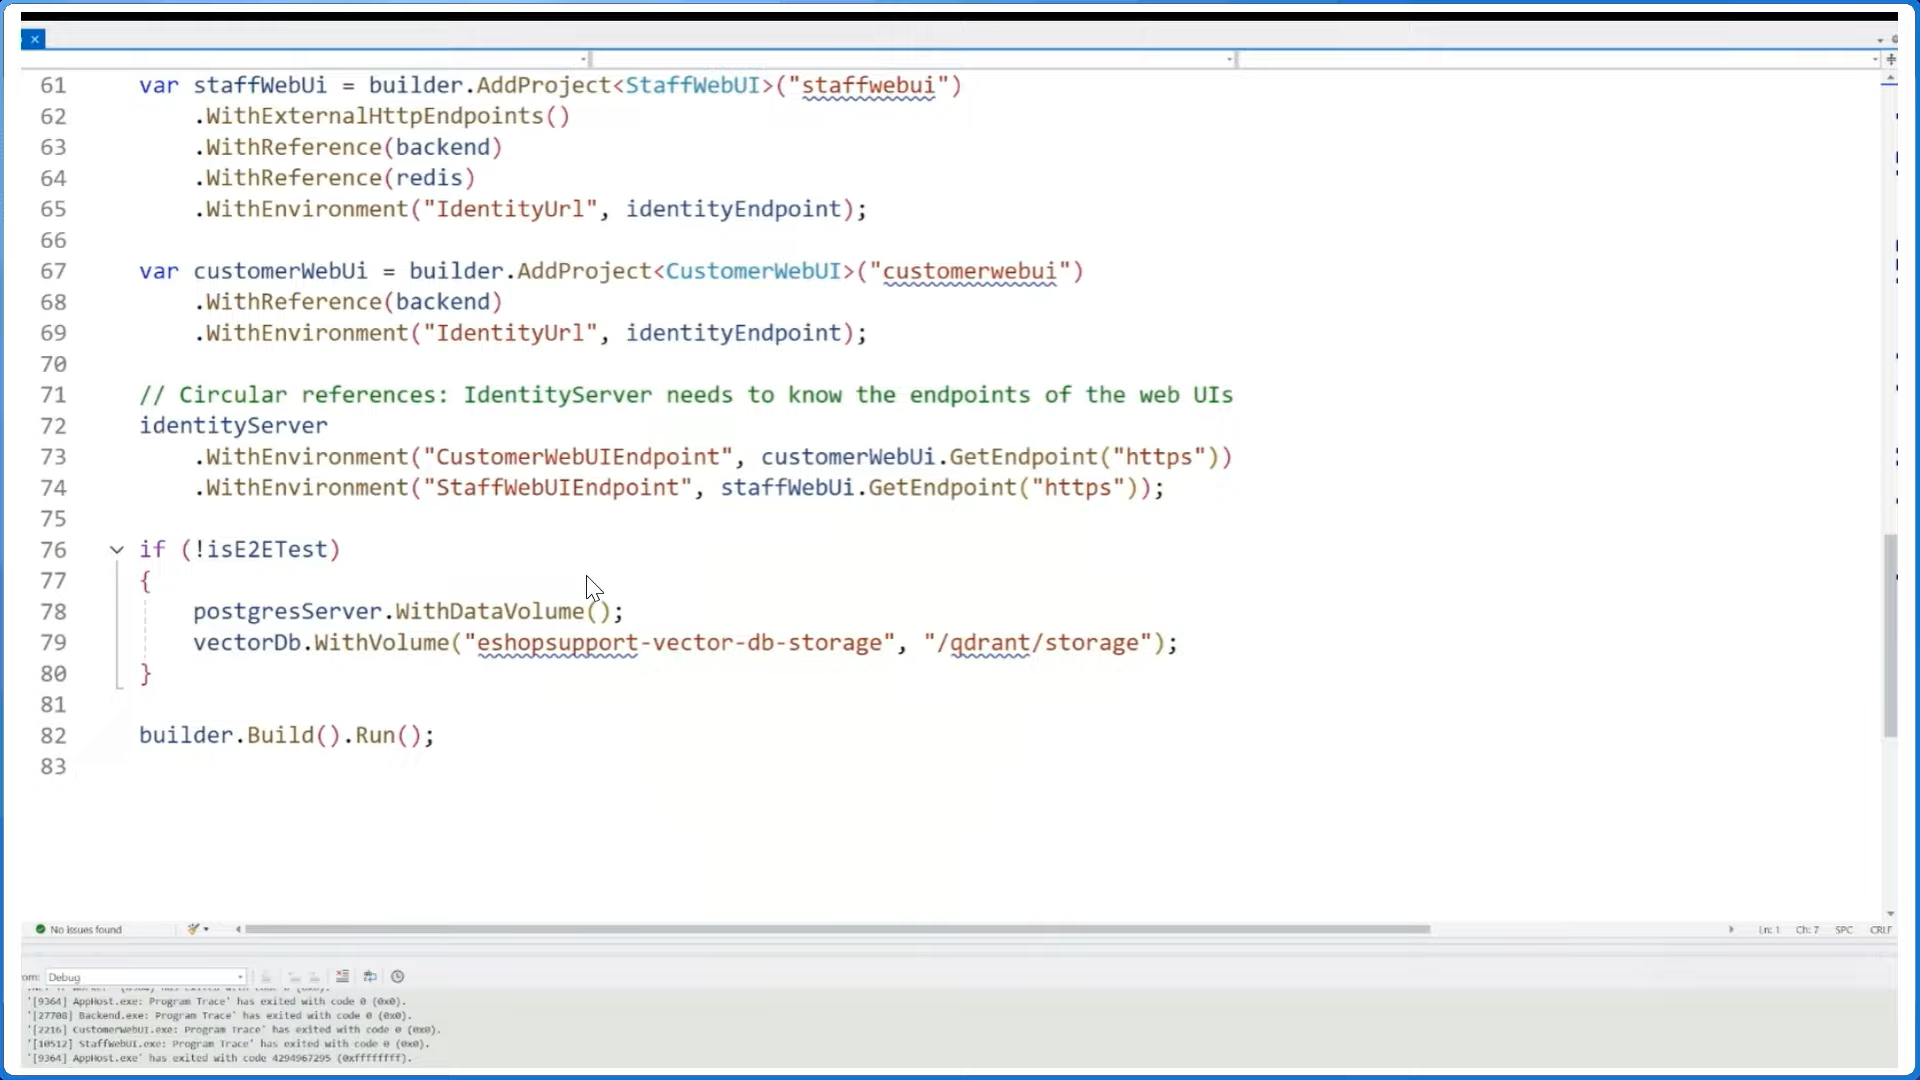 61 var staffWebUi = builder.AddProject<StaffWebUI>("staffwebui")
62 .WithExternalHttpEndpoints()
63 .WithReference(backend)
64 .WithReference(redis)
65 .WithEnvironment("IdentityUrl", identityEndpoint);
66
67 var customerWebUi = builder.AddProject<CustomerWebUI>("customerwebui")
68 .WithReference(backend)
69 .WithEnvironment("IdentityUrl", identityEndpoint);
70
71 // Circular references: IdentityServer needs to know the endpoints of the web UIs
72 identityServer
73 .WithEnvironment("CustomerWebUIEndpoint", customerWebUi.GetEndpoint("https"))
74 .WithEnvironment("StaffWebUIEndpoint", staffWebUi.GetEndpoint("https"));
75
76 if (!isE2ETest)
77 {
78 postgresServer.WithDataVolume();
79 vectorDb.WithVolume("eshopsupport-vector-db-storage", "/qdrant/storage");
80 }
81
82 builder.Build().Run();
83
No issues found Ln: 1 Ch: 7 SPC CRLF
om: Debug
'[9364] AppHost.exe: Program Trace' has exited with code 0 (0x0).
'[27708] Backend.exe: Program Trace' has exited with code 0 (0x0).
'[2216] CustomerWebUI.exe: Program Trace' has exited with code 0 (0x0).
'[10512] StaffWebUI.exe: Program Trace' has exited with code 0 (0x0).
'[9364] AppHost.exe' has exited with code 4294967295 (0xffffffff).